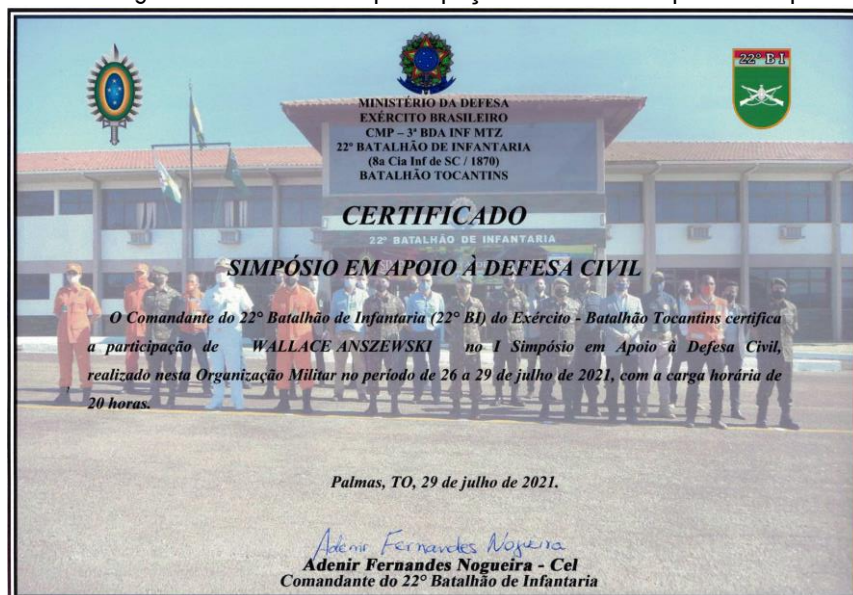 22º BI
MINISTÉRIO DA DEFESA
EXÉRCITO BRASILEIRO
CMP – 3ª BDA INF MTZ
22º BATALHÃO DE INFANTARIA
(8a Cia Inf de SC / 1870)
BATALHÃO TOCANTINS
CERTIFICADO
22º BATALHÃO DE INFANTARIA
SIMPÓSIO EM APOIO À DEFESA CIVIL
O Comandante do 22º Batalhão de Infantaria (22º BI) do Exército - Batalhão Tocantins certifica
a participação de WALLACE ANSZEWSKI no I Simpósio em Apoio à Defesa Civil,
realizado nesta Organização Militar no período de 26 a 29 de julho de 2021, com a carga horária de
20 horas.
Palmas, TO, 29 de julho de 2021.
Adenir Fernandes Nogueira
Adenir Fernandes Nogueira - Cel
Comandante do 22º Batalhão de Infantaria